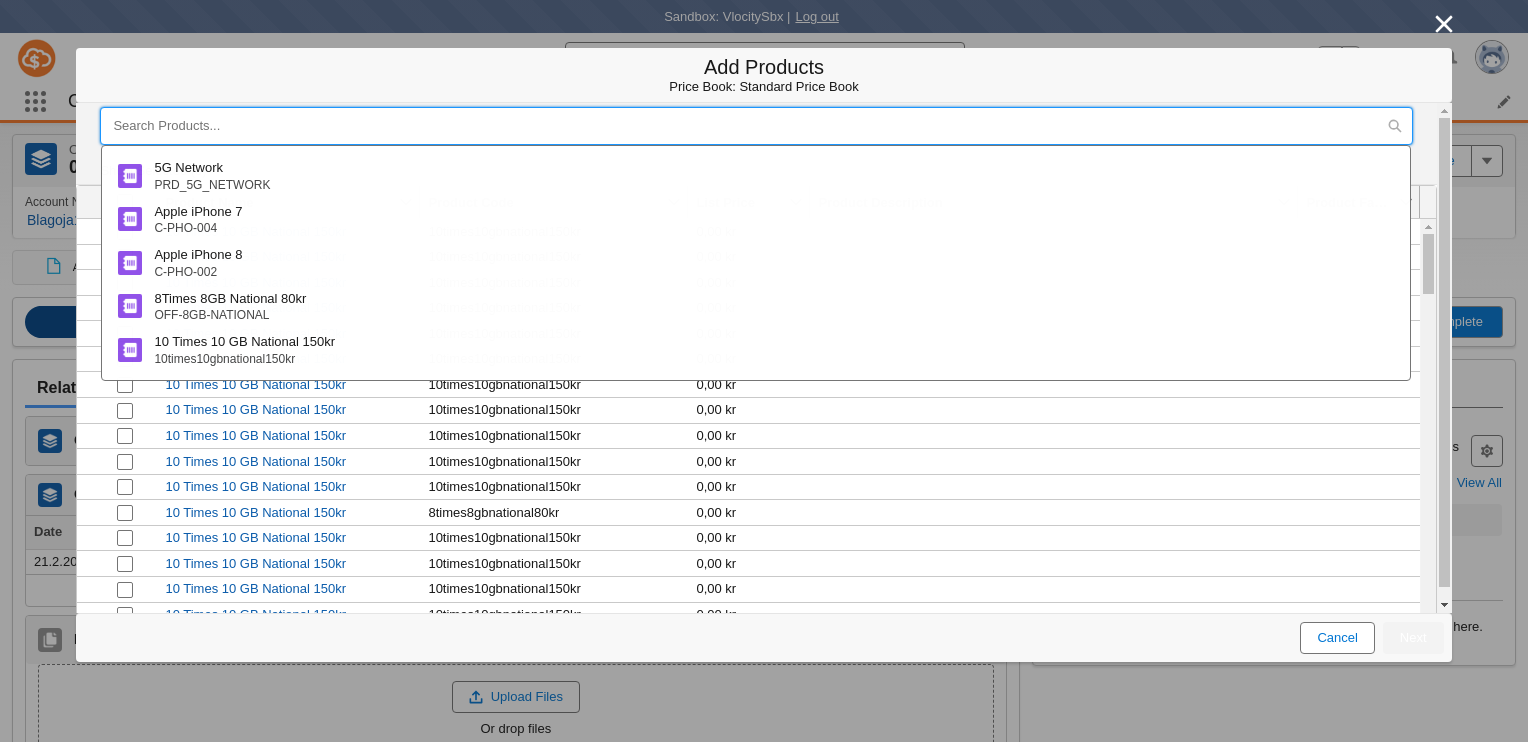 Sandbox: VlocitySbx | Log out
Add Products
Price Book: Standard Price Book
Search Products...
5G Network
PRD_5G_NETWORK
Apple iPhone 7
C-PHO-004
Apple iPhone 8
C-PHO-002
8Times 8GB National 80kr
OFF-8GB-NATIONAL
10 Times 10 GB National 150kr
10times10gbnational150kr
10 Times 10 GB National 150kr 10times10gbnational150kr 0,00 kr
10 Times 10 GB National 150kr 10times10gbnational150kr 0,00 kr
10 Times 10 GB National 150kr 10times10gbnational150kr 0,00 kr
10 Times 10 GB National 150kr 10times10gbnational150kr 0,00 kr
10 Times 10 GB National 150kr 10times10gbnational150kr 0,00 kr
10 Times 10 GB National 150kr 8times8gbnational80kr 0,00 kr
10 Times 10 GB National 150kr 10times10gbnational150kr 0,00 kr
10 Times 10 GB National 150kr 10times10gbnational150kr 0,00 kr
10 Times 10 GB National 150kr 10times10gbnational150kr 0,00 kr
10 Times 10 GB National 150kr 10times10gbnational150kr 0,00 kr
Cancel
Next
Account N
Blagoja
Relat
View All
Date
21.2.20
here.
Upload Files
Or drop files